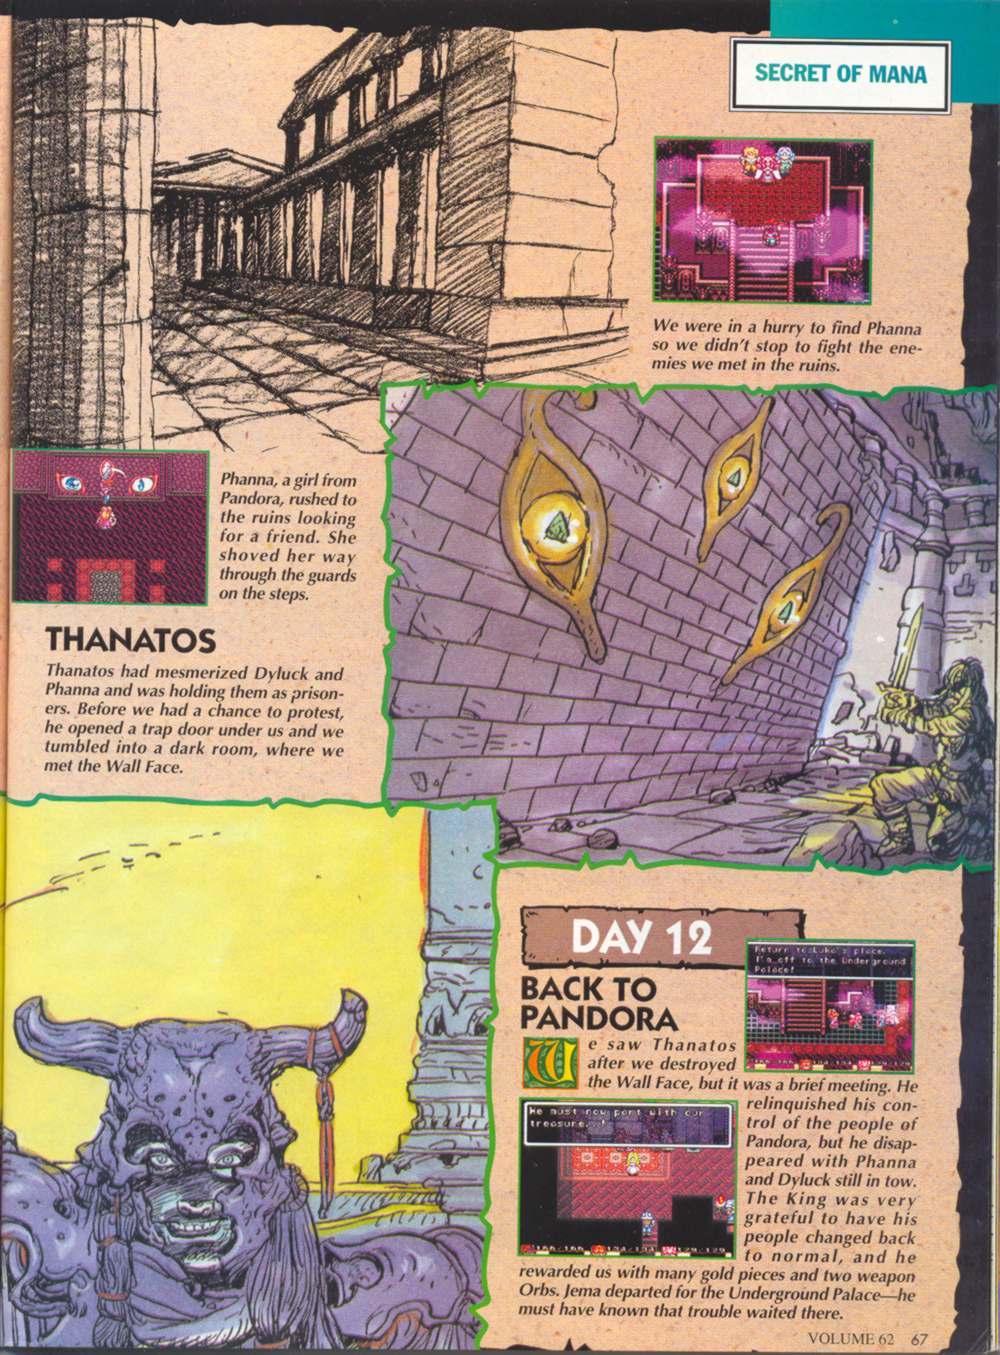 SECRET OF MANA
We were in a hurry to find Phanna
so we didn't stop to fight the ene-
mies we met in the ruins.
Phanna, a girl from
Pandora, rushed to
the ruins looking
for a friend. She
shoved her way
through the guards
on the steps.
THANATOS
Thanatos had mesmerized Dyluck and
Phanna and was holding them as prison-
ers. Before we had a chance to protest,
he opened a trap door under us and we
tumbled into a dark room, where we
met the Wall Face.
DAY 12
Return to Luka's place.
I'm off to the Underground
Palace!
BACK TO
PANDORA
We saw Thanatos
after we destroyed
the Wall Face, but it was a brief meeting. He
relinquished his con-
trol of the people of
Pandora, but he disap-
peared with Phanna
and Dyluck still in tow.
The King was very
grateful to have his
people changed back
to normal, and he
rewarded us with many gold pieces and two weapon
Orbs. Jema departed for the Underground Palace—he
must have known that trouble waited there.
We must now part with our
treasure..!
166/166 134/134 129/129
VOLUME 62 67